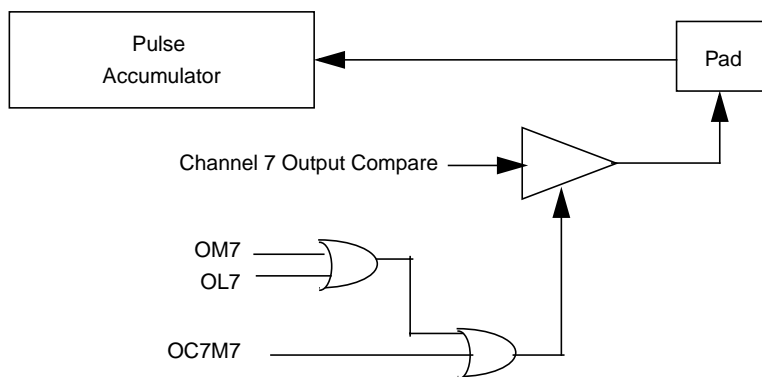 Pulse
Accumulator
Pad
Channel 7 Output Compare
OM7
OL7
OC7M7